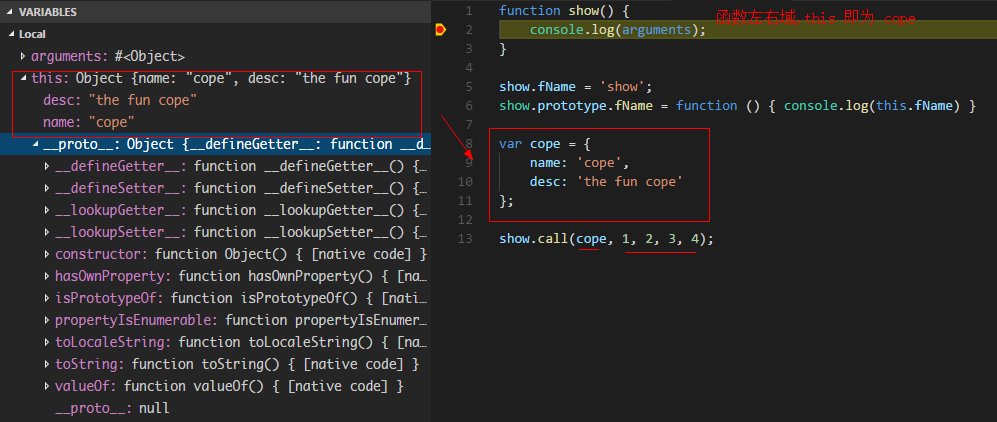 VARIABLES
Local
arguments: #<Object>
this: Object {name: "cope", desc: "the fun cope"}
desc: "the fun cope"
name: "cope"
__proto__: Object {__defineGetter__: function __d…
__defineGetter__: function __defineGetter__() {…
__defineSetter__: function __defineSetter__() {…
__lookupGetter__: function __lookupGetter__() {…
__lookupSetter__: function __lookupSetter__() {…
constructor: function Object() { [native code] }
hasOwnProperty: function hasOwnProperty() { [na…
isPrototypeOf: function isPrototypeOf() { [nati…
propertyIsEnumerable: function propertyIsEnumer…
toLocaleString: function toLocaleString() { [na…
toString: function toString() { [native code] }
valueOf: function valueOf() { [native code] }
__proto__: null
函数左右域 this 即为 cope
1 function show() {
2 console.log(arguments);
3 }
4
5 show.fName = 'show';
6 show.prototype.fName = function () { console.log(this.fName) }
7
8 var cope = {
9 name: 'cope',
10 desc: 'the fun cope'
11 };
12
13 show.call(cope, 1, 2, 3, 4);